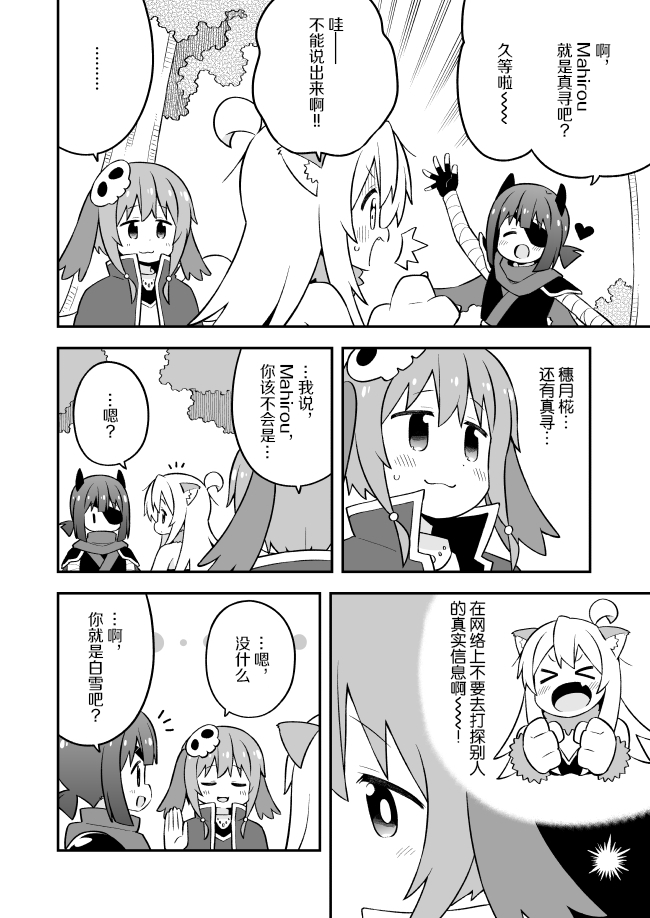 久等啦~~~
啊，
Mahirou
就是真寻吧？
哇——
不能说出来啊!!
………
穗月椛…
还有真寻…
…我说，
Mahirou，
你该不会是…
…嗯？
在网络上不要去打探别人
的真实信息啊~~~！
…嗯，
没什么
…啊，
你就是白雪吧？